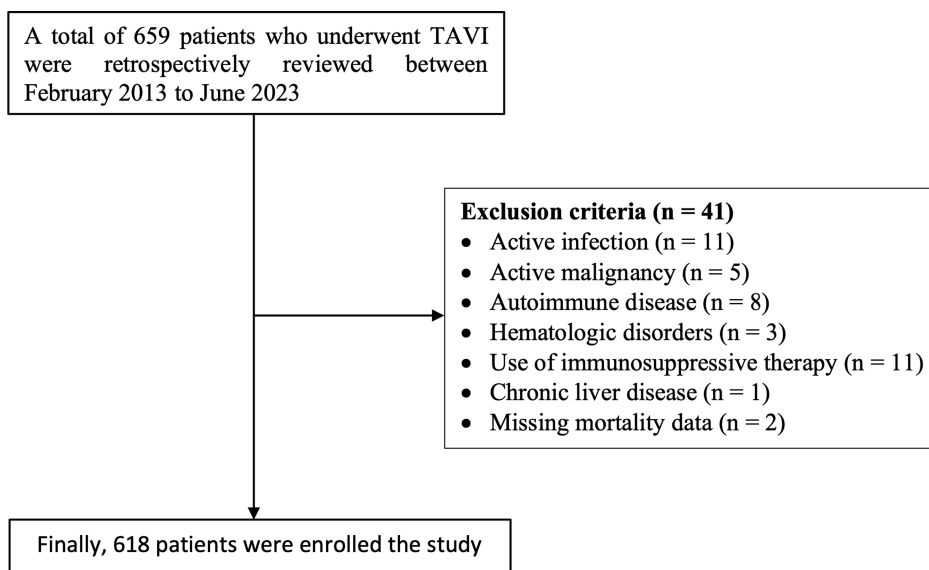 A total of 659 patients who underwent TAVI
were retrospectively reviewed between
February 2013 to June 2023
Exclusion criteria (n = 41)
• Active infection (n = 11)
• Active malignancy (n = 5)
• Autoimmune disease (n = 8)
• Hematologic disorders (n = 3)
• Use of immunosuppressive therapy (n = 11)
• Chronic liver disease (n = 1)
• Missing mortality data (n = 2)
Finally, 618 patients were enrolled the study